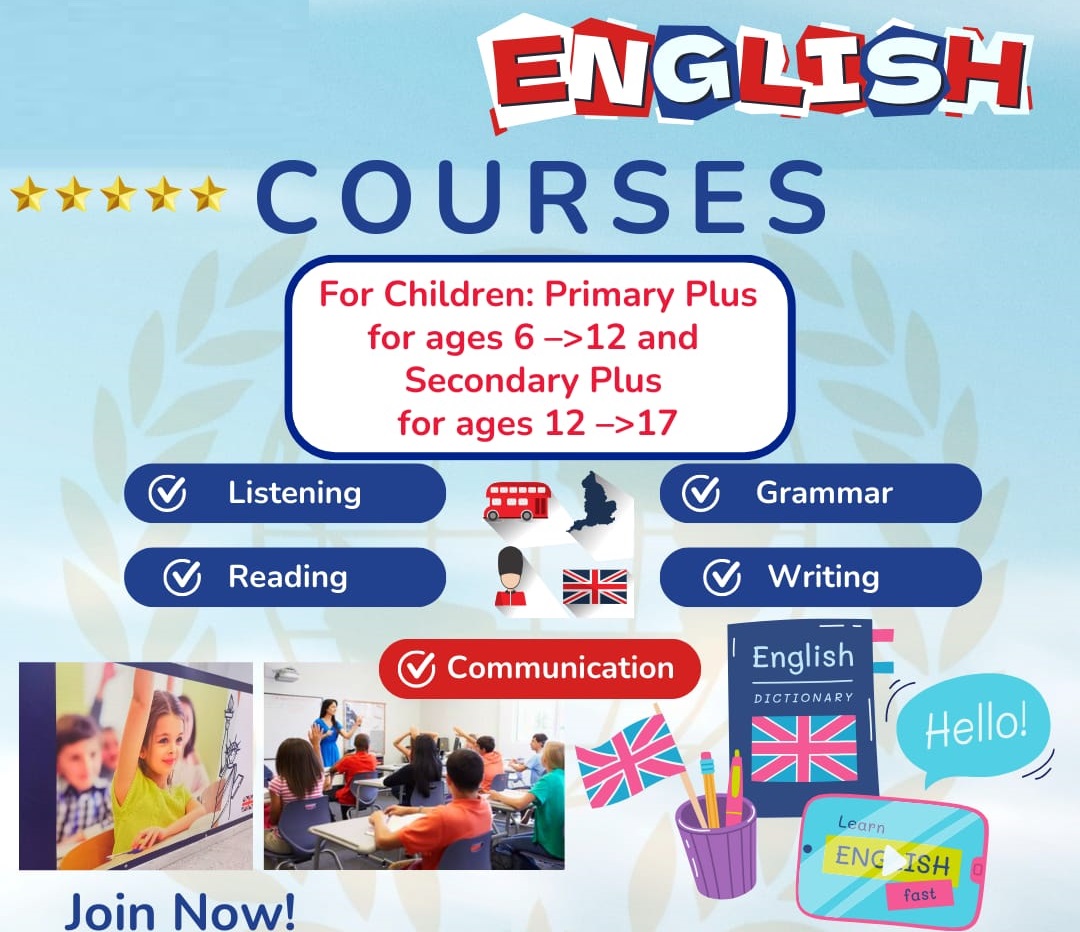 ENGLISH
COURSES
For Children: Primary Plus
for ages 6 –>12 and
Secondary Plus
for ages 12 –>17
Listening
Grammar
Reading
Writing
Communication
English
DICTIONARY
Hello!
Learn
ENGLISH
fast
Join Now!